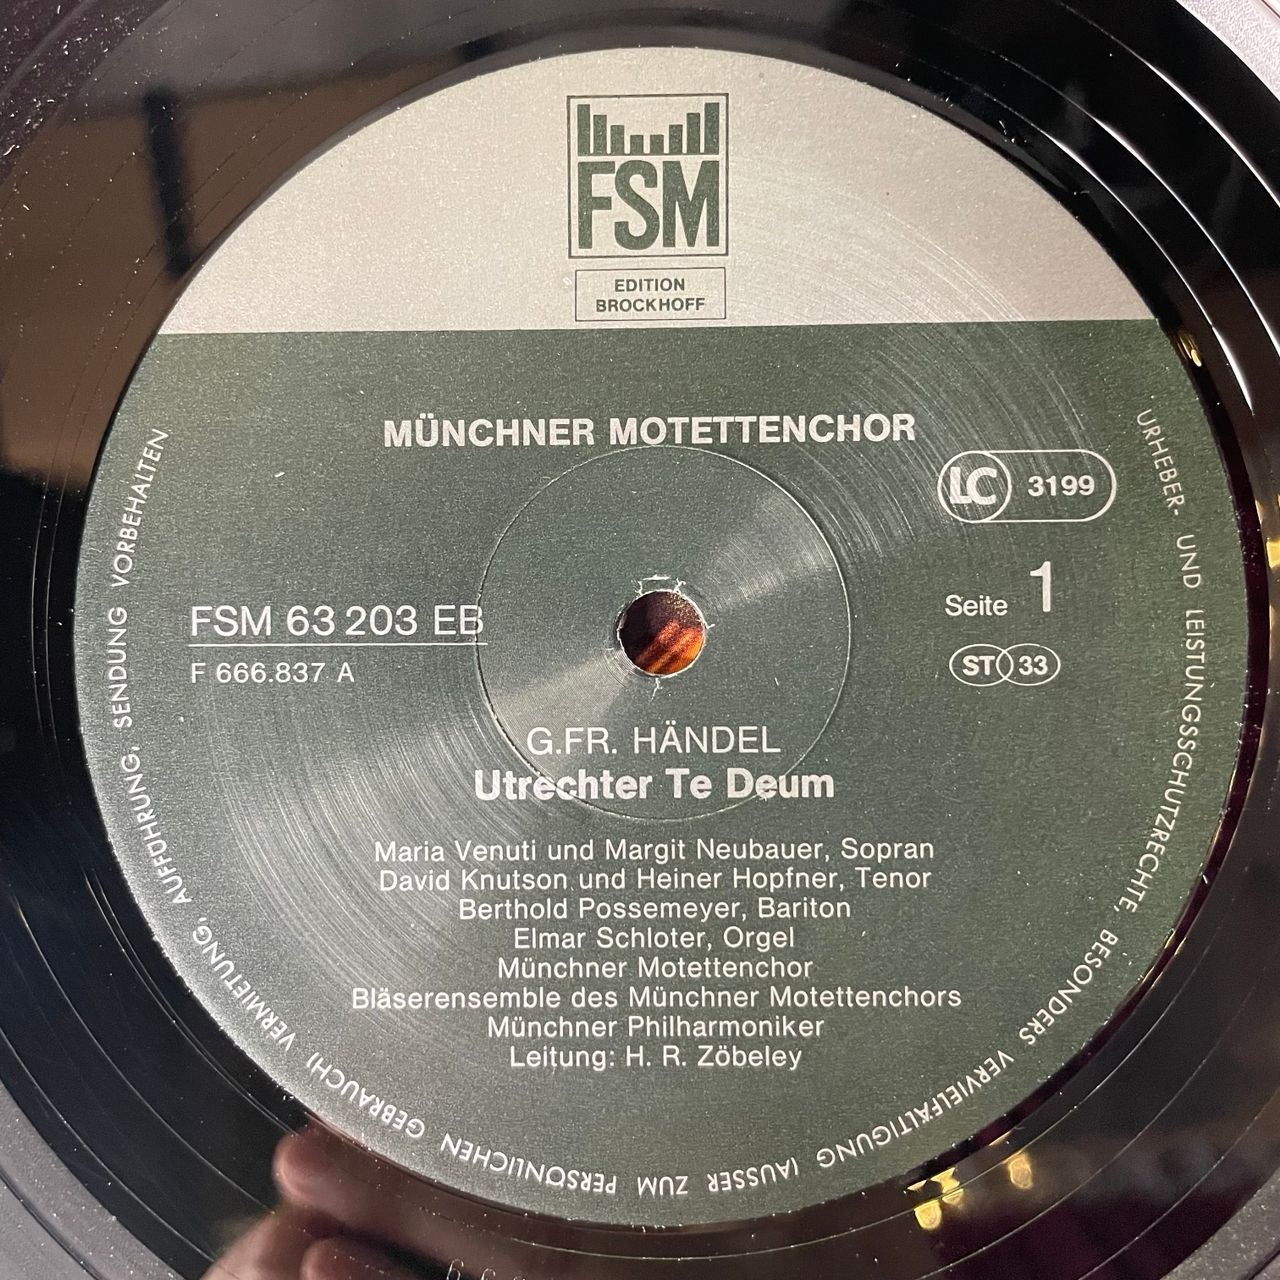 FSM
EDITION
BROCKHOFF
MÜNCHNER MOTETTENCHOR
LC 3199
FSM 63 203 EB
F 666.837 A
Seite 1
ST 33
G.FR. HÄNDEL
Utrechter Te Deum
Maria Venuti und Margit Neubauer, Sopran
David Knutson und Heiner Hopfner, Tenor
Berthold Possemeyer, Bariton
Elmar Schloter, Orgel
Münchner Motettenchor
Bläserensemble des Münchner Motettenchors
Münchner Philharmoniker
Leitung: H. R. Zöbeley
URHEBER- UND LEISTUNGSSCHUTZRECHTE, BESONDERS VERVIELFÄLTIGUNG (AUSSER ZUM PERSÖNLICHEN GEBRAUCH) VERMIETUNG, AUFFÜHRUNG, SENDUNG VORBEHALTEN